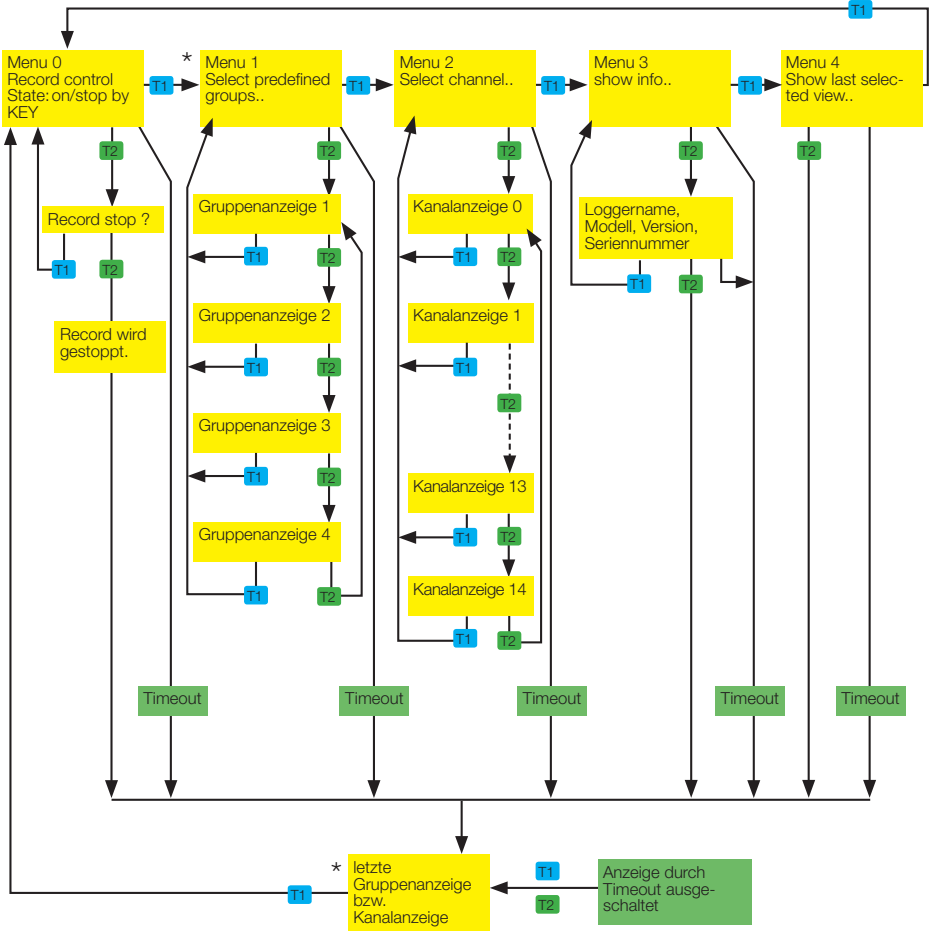 T1
Menu 0
Record control
State: on/stop by
KEY
T1
*
Menu 1
Select predefined
groups..
T1
Menu 2
Select channel..
T1
Menu 3
show info..
T1
Menu 4
Show last selec-
ted view..
T2
T2
T2
T2
T2
Record stop ?
T1
T2
Record wird
gestoppt.
Gruppenanzeige 1
T1
T2
Gruppenanzeige 2
T1
T2
Gruppenanzeige 3
T1
T2
Gruppenanzeige 4
T1
T2
Kanalanzeige 0
T1
T2
Kanalanzeige 1
T1
T2
Kanalanzeige 13
T1
T2
Kanalanzeige 14
T1
T2
Loggername,
Modell, Version,
Seriennummer
T1
T2
Timeout
Timeout
Timeout
Timeout
Timeout
T1
*
letzte
Gruppenanzeige
bzw.
Kanalanzeige
T1
T2
Anzeige durch
Timeout ausge-
schaltet